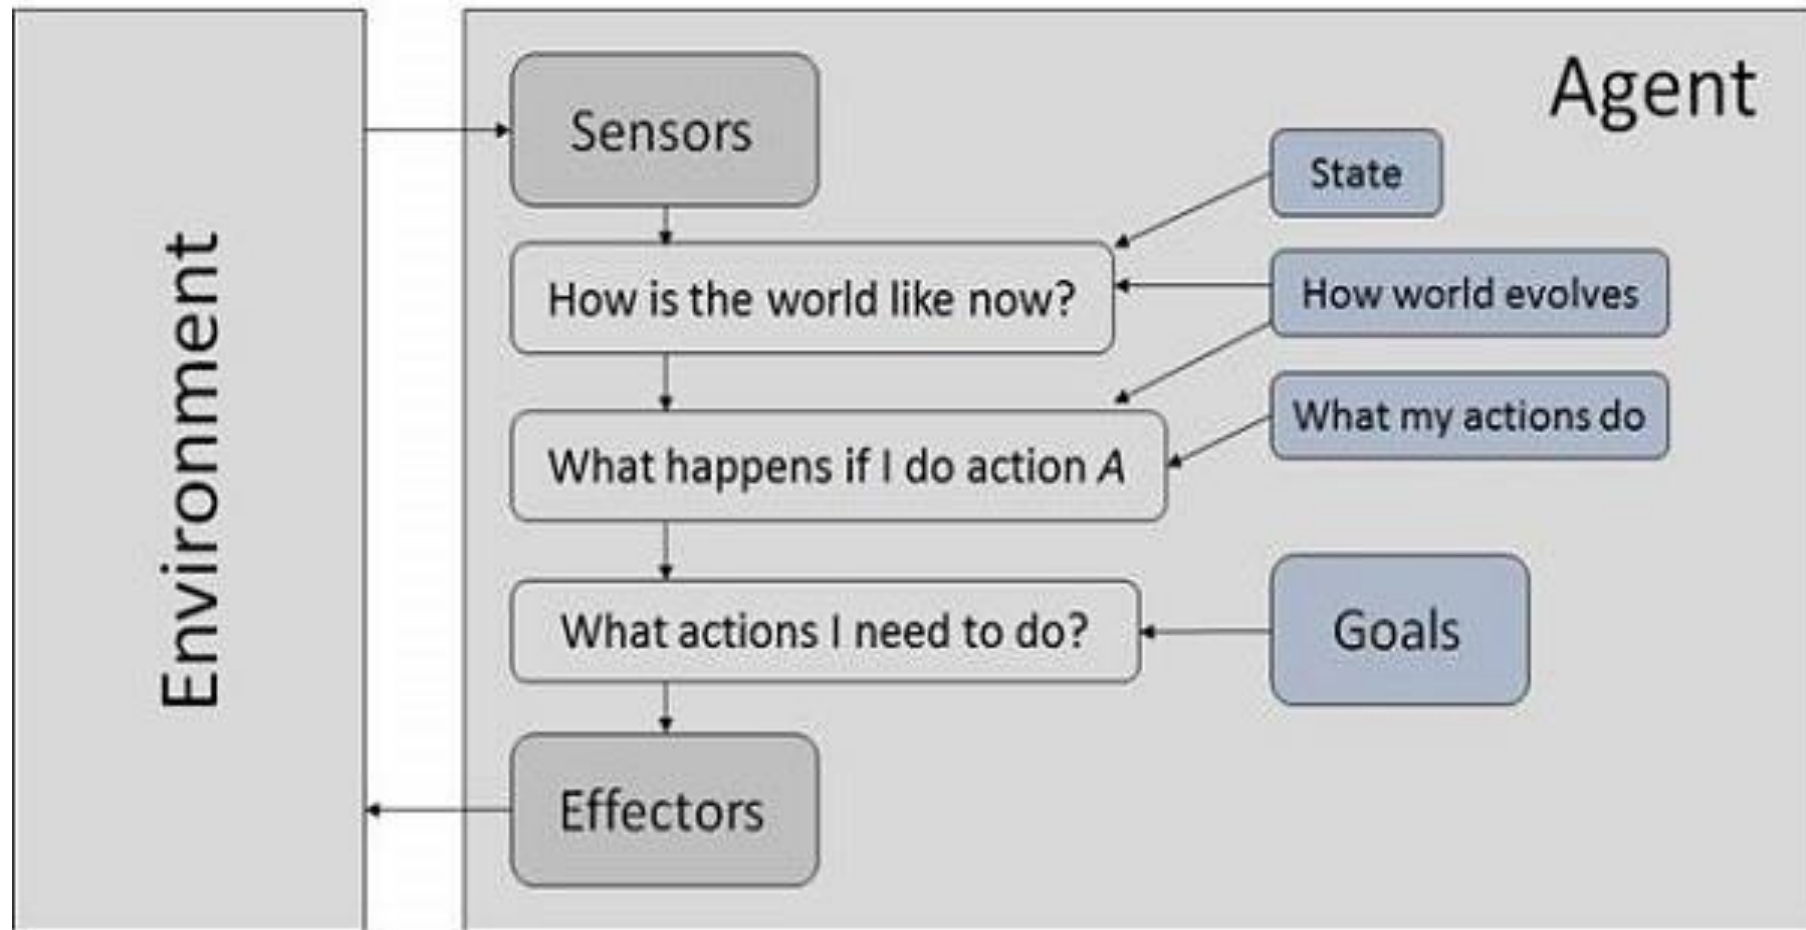 Environment
Agent
Sensors
State
How is the world like now?
How world evolves
What my actions do
What happens if I do action A
What actions I need to do?
Goals
Effectors